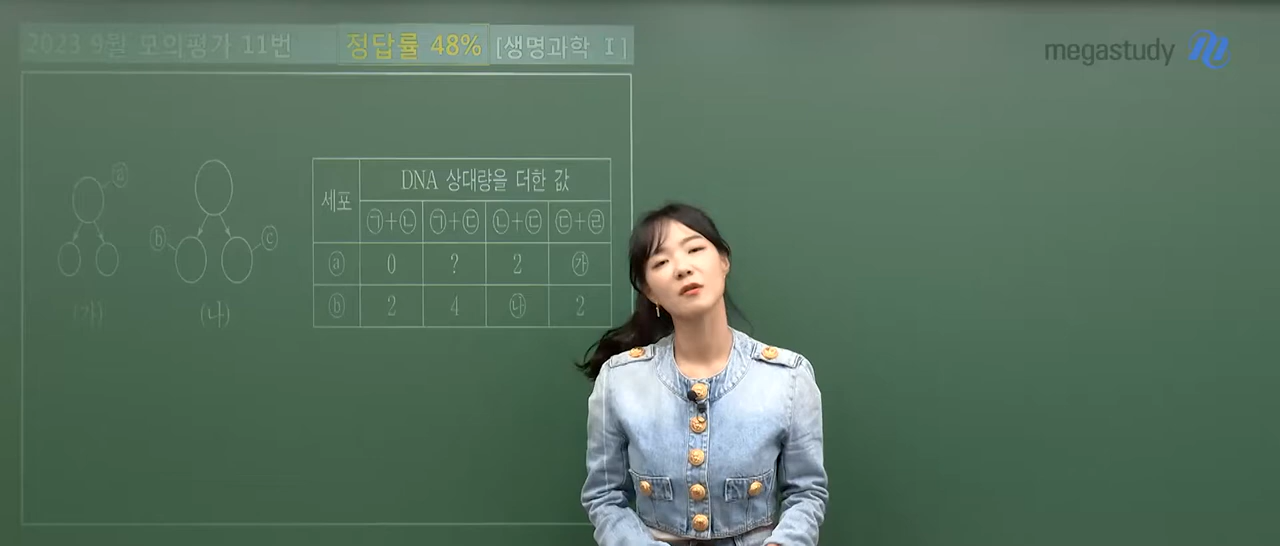 2023 9월 모의평가 11번 정답률 48% [생명과학 Ⅰ]
megastudy
세포 DNA 상대량을 더한 값
㉠+㉡ ㉠+㉢ ㉡+㉢ ㉢+㉣
ⓐ 0 ? 2 ㉮
ⓑ 2 4 ㉯ 2
ⓐ
ⓑ ⓒ
(가) (나)